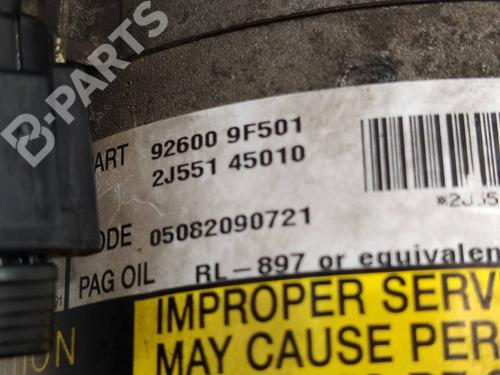 B-PARTS
ART 92600 9F501
2J551 45010
ODE 05082090721
PAG OIL RL-897 or equivalen
IMPROPER SERV
MAY CAUSE PER